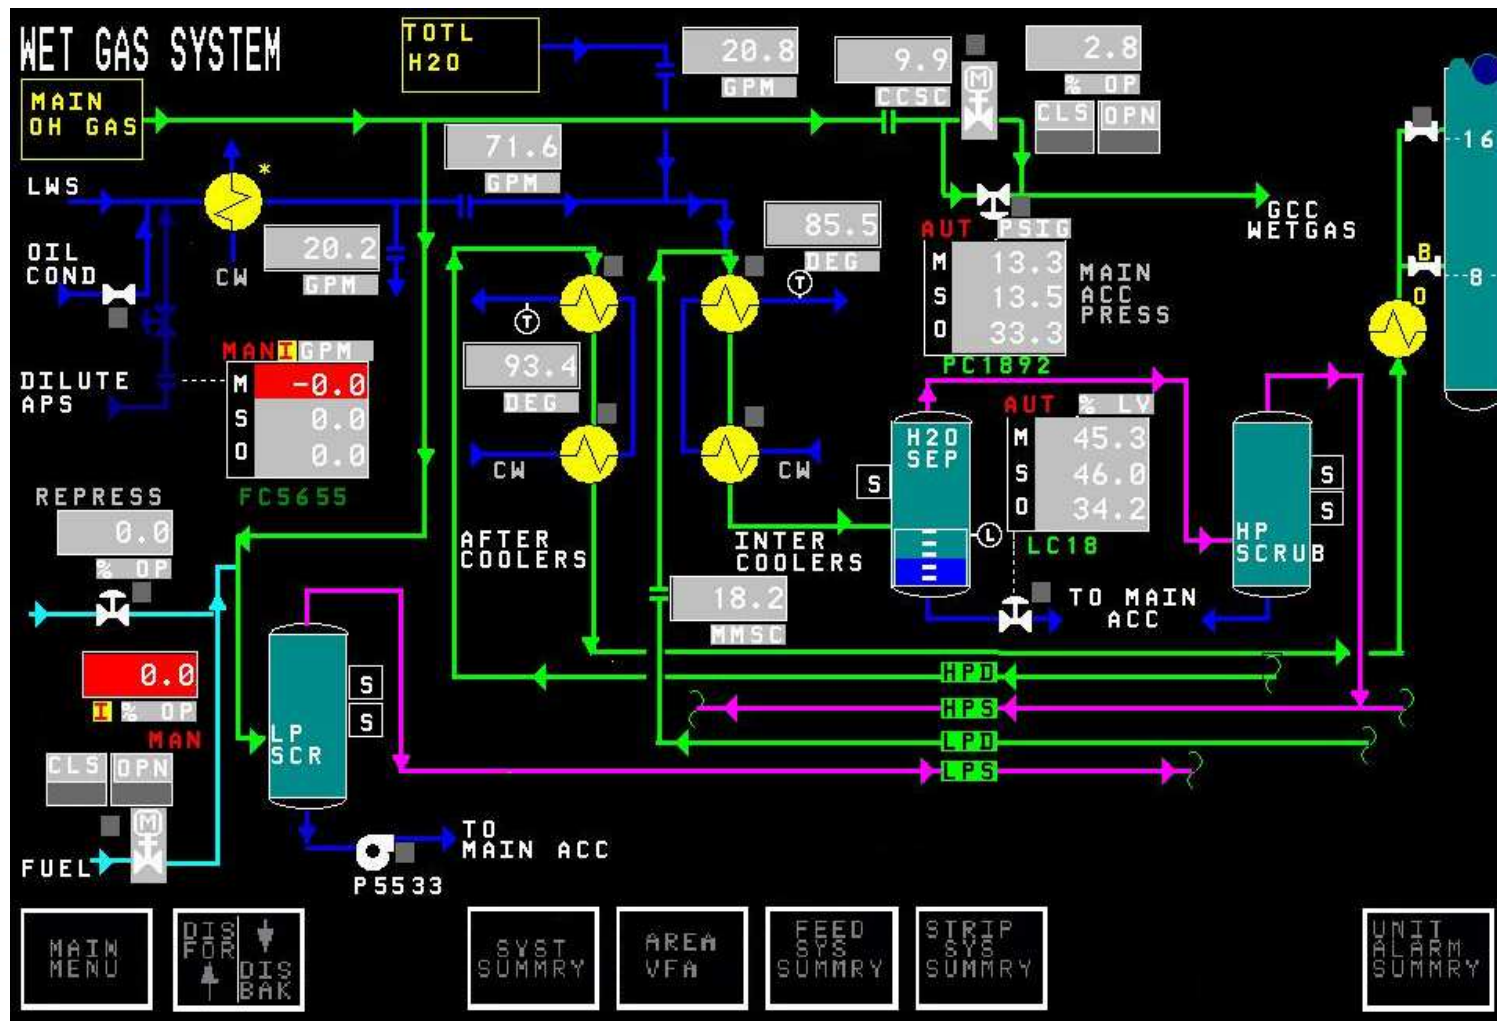 WET GAS SYSTEM
TOTL
H2O
20.8
GPM
9.9
CCSC
M
2.8
% OP
CLS OPN
MAIN
OH GAS
71.6
GPM
16
LWS
*
OIL
COND
CW
20.2
GPM
85.5
DEG
T
AUT PSIG
M 13.3
S 13.5
O 33.3
PC1892
MAIN
ACC
PRESS
GCC
WETGAS
B
8
O
T
93.4
DEG
MAN I GPM
M -0.0
S 0.0
O 0.0
FC5655
DILUTE
APS
CW
CW
H2O
SEP
S
L
AUT % LV
M 45.3
S 46.0
O 34.2
LC18
S
S
HP
SCRUB
REPRESS
0.0
% OP
AFTER
COOLERS
INTER
COOLERS
18.2
MMSC
TO MAIN
ACC
0.0
I % OP
MAN
CLS OPN
M
FUEL
LP
SCR
S
S
HPD
HPS
LPD
LPS
TO
MAIN ACC
P5533
MAIN
MENU
DIS
FOR
DIS
BAK
SYST
SUMMRY
AREA
VFA
FEED
SYS
SUMMRY
STRIP
SYS
SUMMRY
UNIT
ALARM
SUMMRY